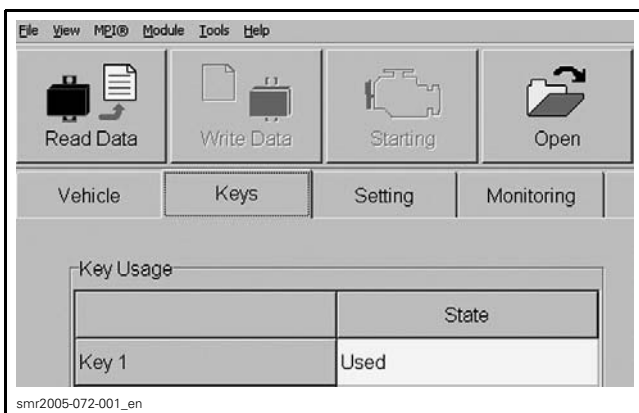 File View MPI® Module Tools Help
Read Data Write Data Starting Open
Vehicle Keys Setting Monitoring
Key Usage
State
Key 1 Used
smr2005-072-001_en